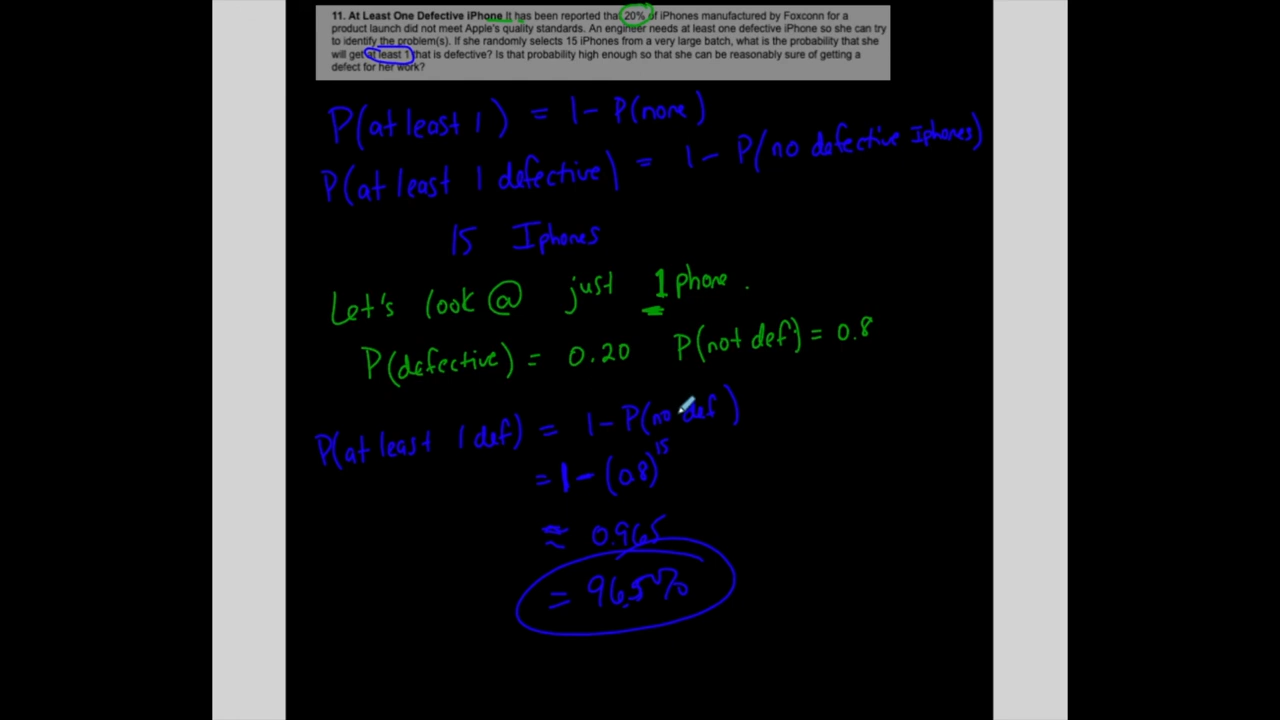 11. At Least One Defective iPhone It has been reported that 20% of iPhones manufactured by Foxconn for a
product launch did not meet Apple's quality standards. An engineer needs at least one defective iPhone so she can try
to identify the problem(s). If she randomly selects 15 iPhones from a very large batch, what is the probability that she
will get at least 1 that is defective? Is that probability high enough so that she can be reasonably sure of getting a
defect for her work?
P(at least 1) = 1 - P(none)
P(at least 1 defective) = 1 - P(no defective Iphones)
15 Iphones
Let's look @ just 1 phone.
P(defective) = 0.20 P(not def) = 0.8
P(at least 1 def) = 1 - P(no def)
= 1 - (0.8)^15
≈ 0.965
= 96.5%